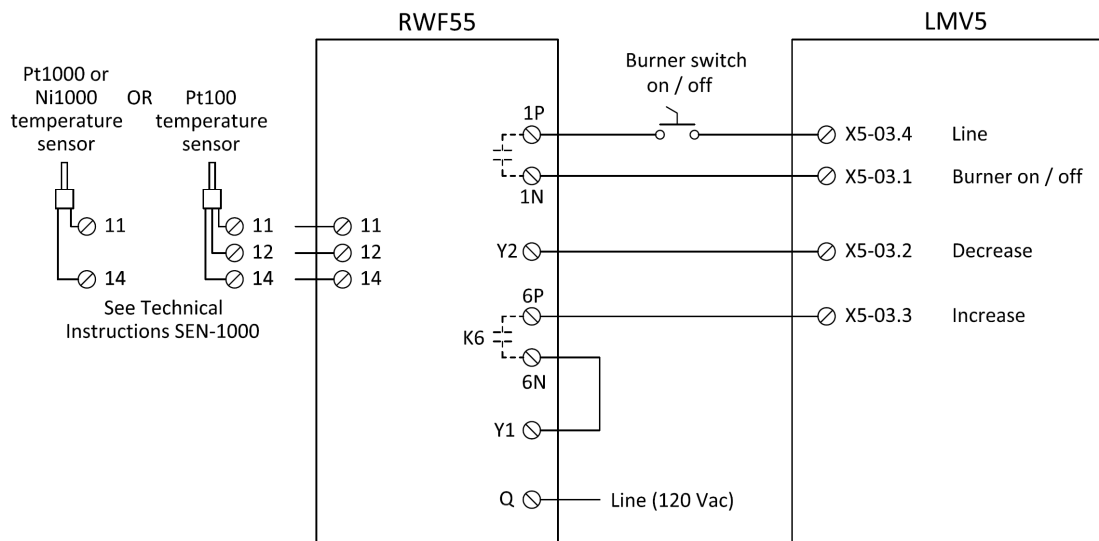 RWF55
LMV5
Pt1000 or
Ni1000
temperature
sensor
OR
Pt100
temperature
sensor
11
14
11
12
14
11
12
14
See Technical
Instructions SEN-1000
1P
1N
Y2
6P
K6
6N
Y1
Q
Line (120 Vac)
Burner switch
on / off
X5-03.4 Line
X5-03.1 Burner on / off
X5-03.2 Decrease
X5-03.3 Increase